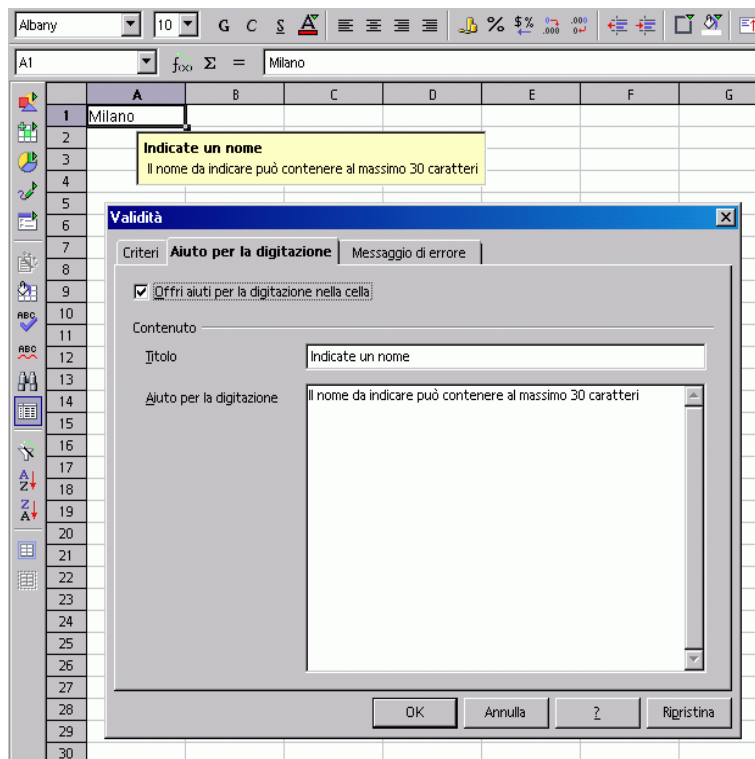 Albany 10 G C S A % $% .000 .000
A1 f(x) Σ = Milano
A B C D E F G
1 Milano
2
Indicate un nome
3
Il nome da indicare può contenere al massimo 30 caratteri
4
5
Validità
6
7
Criteri Aiuto per la digitazione Messaggio di errore
8
9
Offri aiuti per la digitazione nella cella
ABC
10
Contenuto
11
ABC
12
Titolo Indicate un nome
13
14
Aiuto per la digitazione Il nome da indicare può contenere al massimo 30 caratteri
15
16
17
A
Z
18
Z
A
19
20
21
22
23
24
25
26
27
28
OK Annulla ? Ripristina
29
30